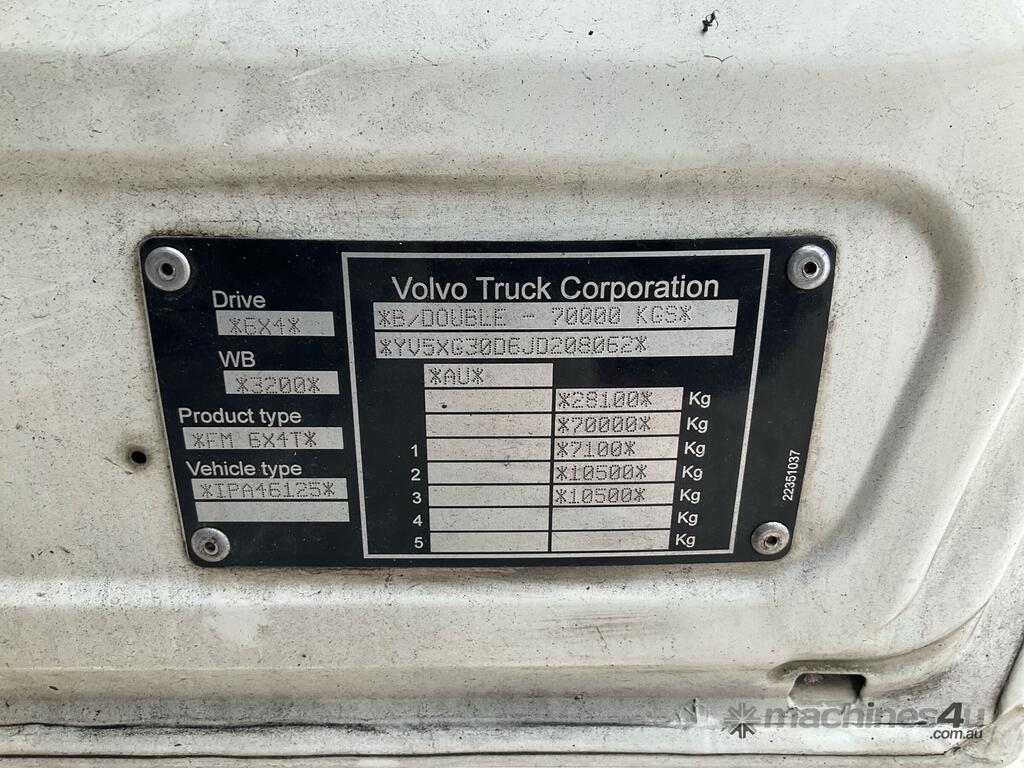 Drive
*6X4*
WB
*3200*
Product type
*FM 6X4T*
Vehicle type
*IPA46125*
Volvo Truck Corporation
*B/DOUBLE - 70000 KGS*
*YV5XG30D6JD208062*
*AU*
*28100* Kg
*70000* Kg
1 *7100* Kg
2 *10500* Kg
3 *10500* Kg
4 Kg
5 Kg
22351037
machines4u
.com.au